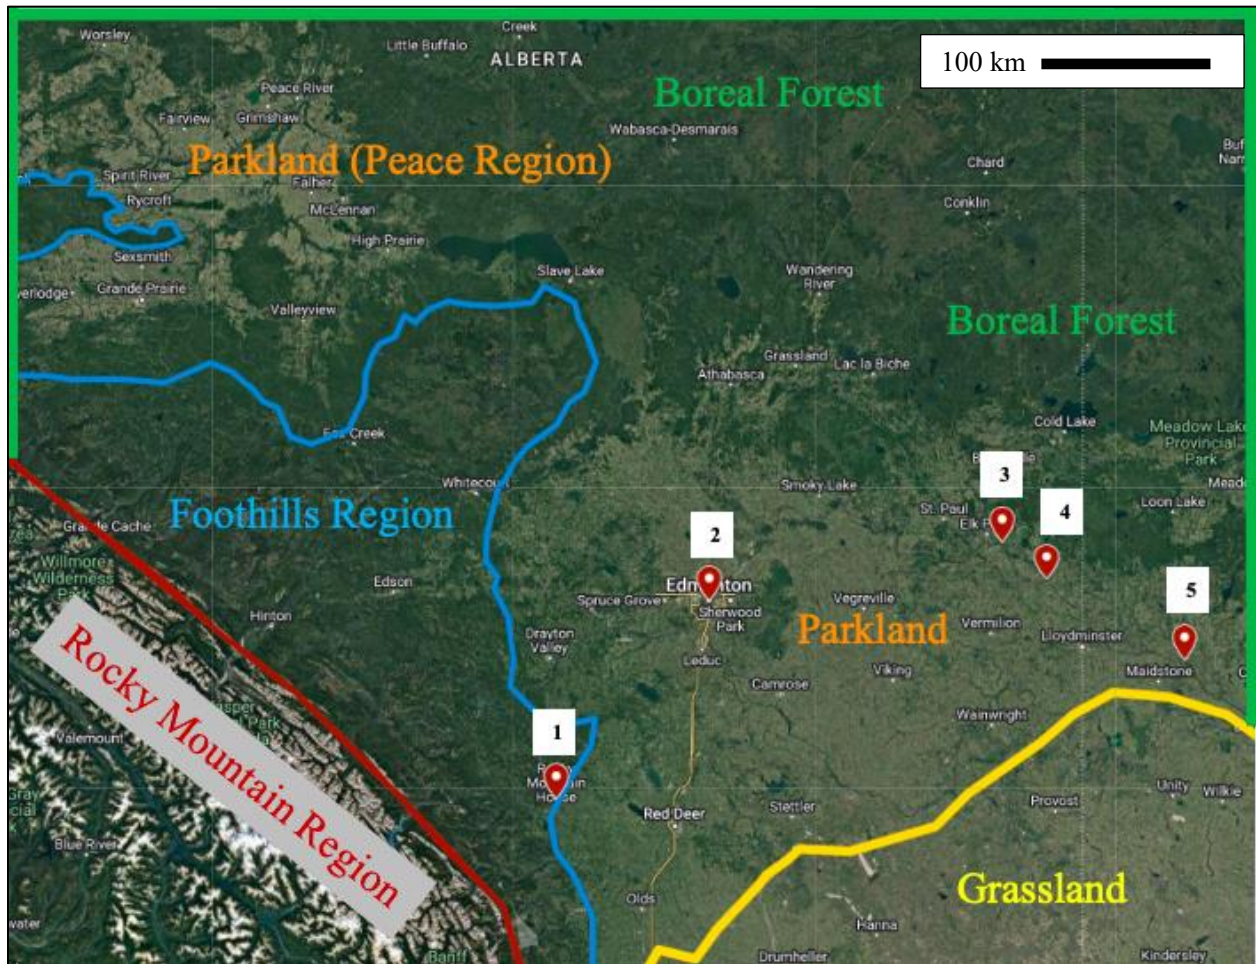 Creek
Worsley
Little Buffalo
ALBERTA
100 km
Peace River
Boreal Forest
Fairview
Grimshaw
Wabasca-Desmarais
Parkland (Peace Region)
Chard
Spirit River
Falher
Rycroft
McLennan
Conklin
High Prairie
Sexsmith
Slave Lake
Wandering
River
Grande Prairie
Valleyview
Boreal Forest
Grassland
Lac la Biche
Athabasca
Cold Lake
Meadow Lake
Provincial
Park
Creek
3
Whitecourt
Smoky Lake
Loon Lake
Foothills Region
St. Paul
4
Grande Cache
2
Willmore
Wilderness
Park
Edson
Edmonton
Spruce Grove
Sherwood
Park
Vegreville
5
Hinton
Parkland
Vermilion
Drayton
Valley
Lloydminster
Leduc
Viking
Maidstone
Camrose
Rocky Mountain Region
Wainwright
1
Valemount
Rocky
Mountain
House
Unity
Wilkie
Provost
Stettler
Red Deer
Blue River
Olds
Grassland
Hanna
Banff
Drumheller
Kindersley